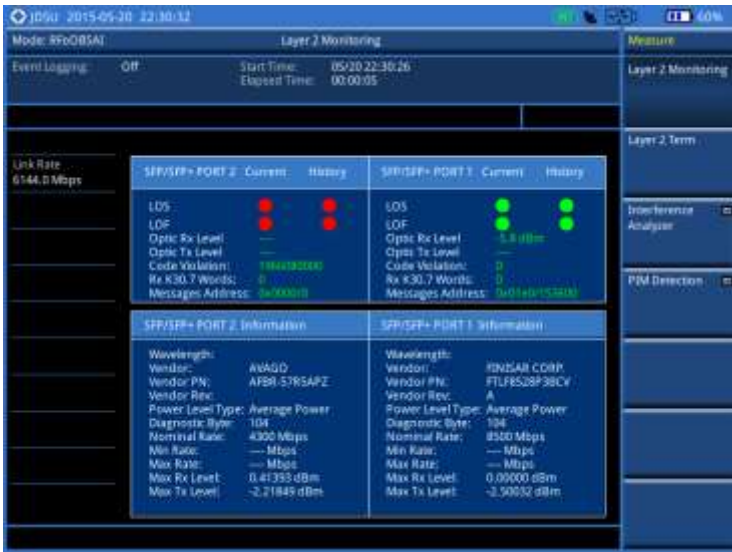 JDSU 2015-05-20 22:30:32
60%
Mode: RFoOBSAI
Layer 2 Monitoring
Measure
Event Logging: Off
Start Time: 05/20 22:30:26
Elapsed Time: 00:00:05
Layer 2 Monitoring
Layer 2 Term
Interference Analyzer
PIM Detection
Link Rate
6144.0 Mbps
SFP/SFP+ PORT 2 Current History
LOS
LOF
Optic Rx Level ---
Optic Tx Level ---
Code Violation:
Rx K30.7 Words: 0
Messages Address: 0x0000/0
SFP/SFP+ PORT 1 Current History
LOS
LOF
Optic Rx Level -5.8 dBm
Optic Tx Level ---
Code Violation: 0
Rx K30.7 Words: 0
Messages Address:
SFP/SFP+ PORT 2 Information
Wavelength:
Vendor: AVAGO
Vendor PN: AFBR-57R5APZ
Vendor Rev:
Power Level Type: Average Power
Diagnostic Byte: 104
Nominal Rate: 4300 Mbps
Min Rate: --- Mbps
Max Rate: --- Mbps
Max Rx Level: 0.41393 dBm
Max Tx Level: -2.21849 dBm
SFP/SFP+ PORT 1 Information
Wavelength:
Vendor: FINISAR CORP.
Vendor PN: FTLF8528P3BCV
Vendor Rev: A
Power Level Type: Average Power
Diagnostic Byte: 104
Nominal Rate: 8500 Mbps
Min Rate: --- Mbps
Max Rate: --- Mbps
Max Rx Level: 0.00000 dBm
Max Tx Level: -2.50032 dBm